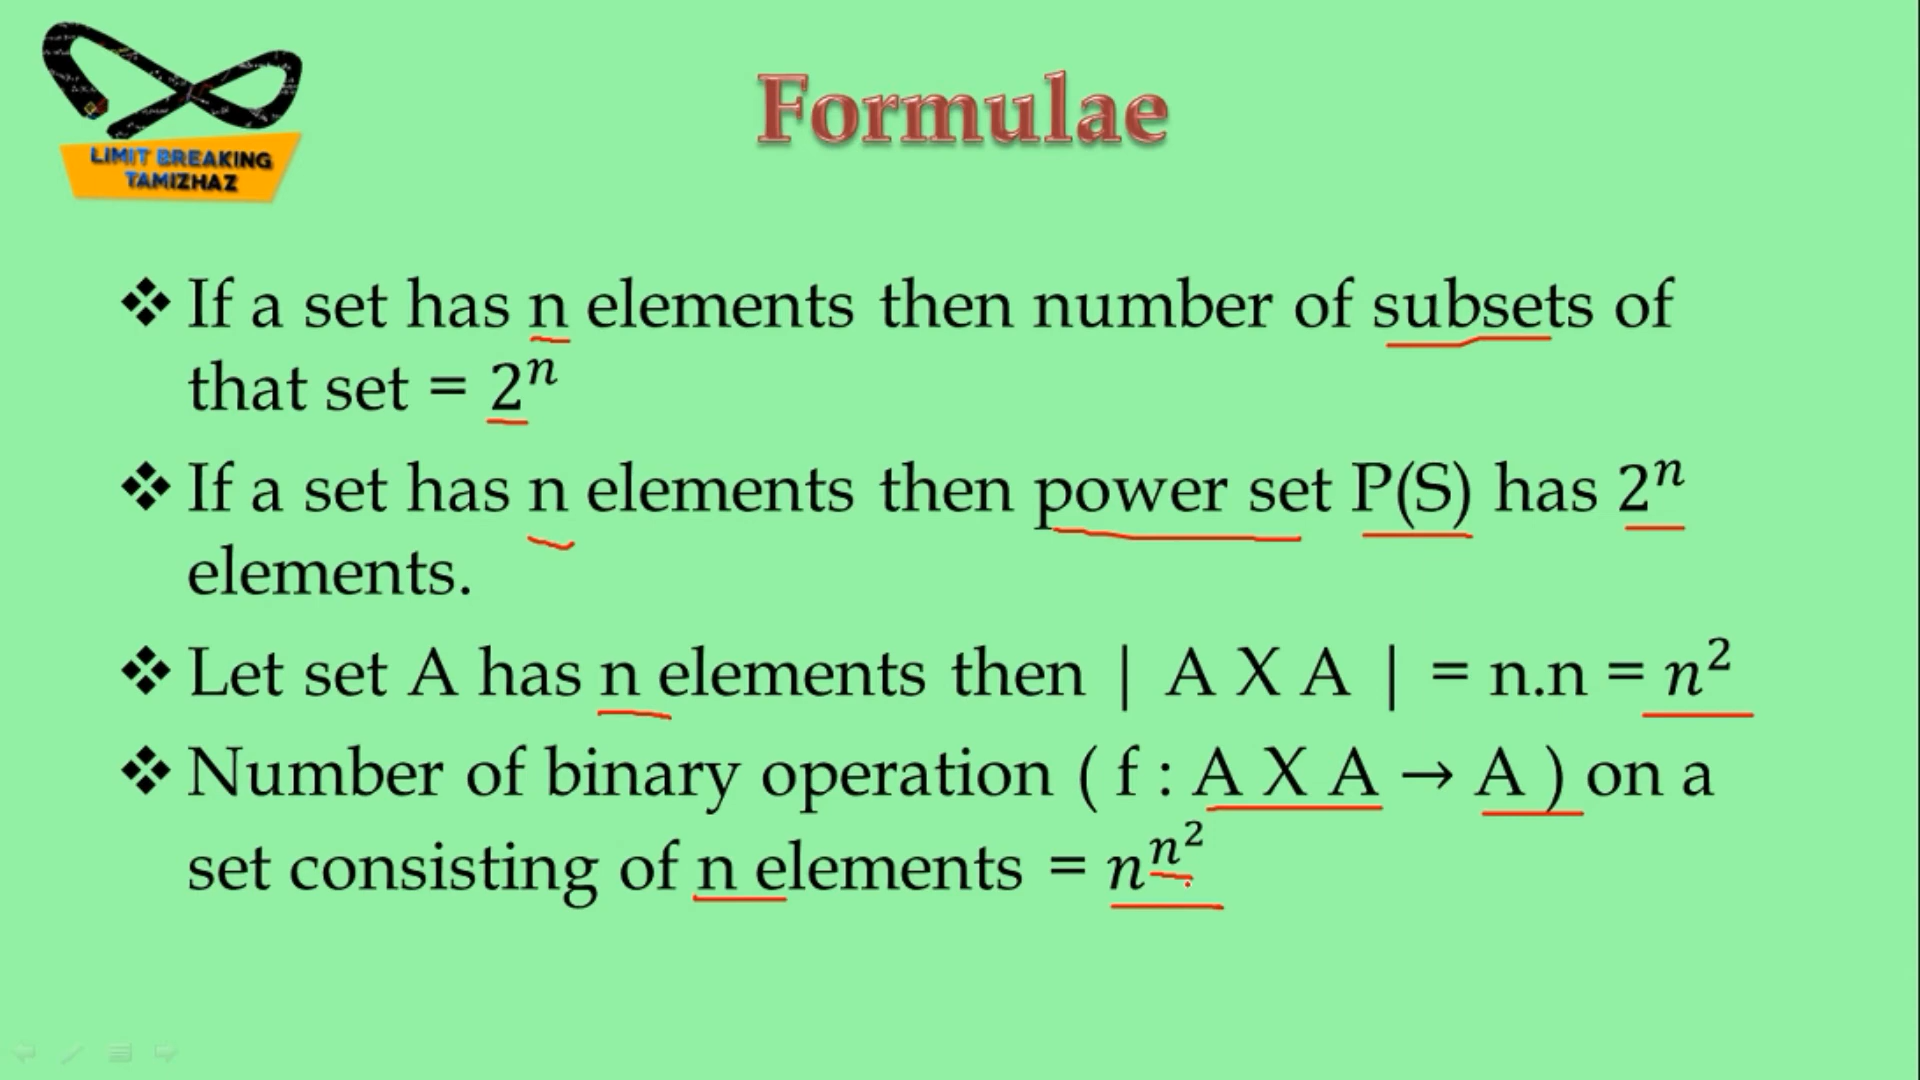 LIMIT BREAKING
TAMIZHAZ
Formulae
❖ If a set has n elements then number of subsets of
that set = 2ⁿ
❖ If a set has n elements then power set P(S) has 2ⁿ
elements.
❖ Let set A has n elements then | A X A | = n.n = n²
❖ Number of binary operation ( f : A X A → A ) on a
set consisting of n elements = n^{n²}